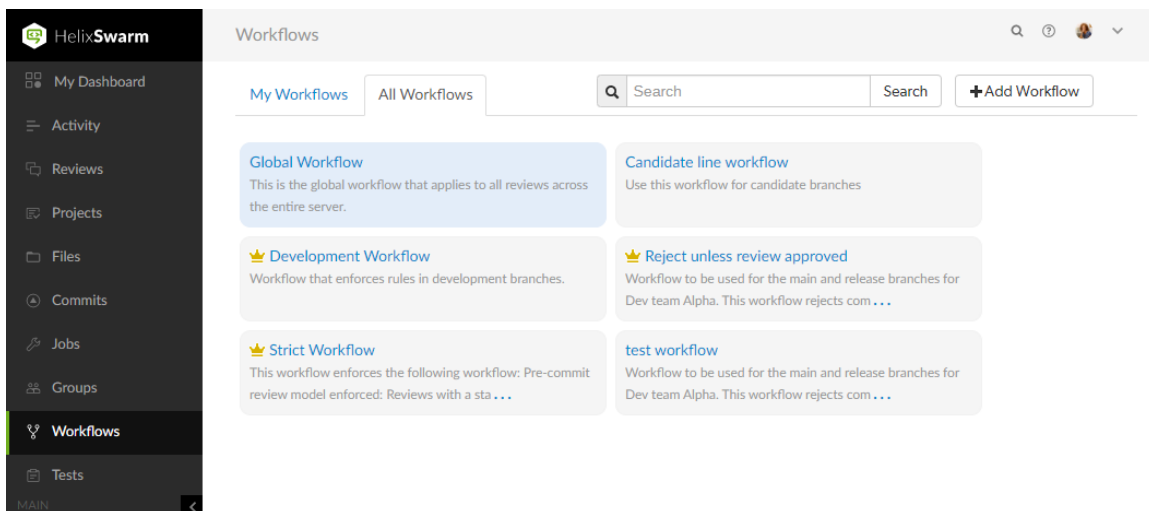 HelixSwarm
My Dashboard
Activity
Reviews
Projects
Files
Commits
Jobs
Groups
Workflows
Tests
MAIN
Workflows
My Workflows
All Workflows
Search
Search
+Add Workflow
Global Workflow
This is the global workflow that applies to all reviews across
the entire server.
Candidate line workflow
Use this workflow for candidate branches
Development Workflow
Workflow that enforces rules in development branches.
Reject unless review approved
Workflow to be used for the main and release branches for
Dev team Alpha. This workflow rejects com...
Strict Workflow
This workflow enforces the following workflow: Pre-commit
review model enforced: Reviews with a sta...
test workflow
Workflow to be used for the main and release branches for
Dev team Alpha. This workflow rejects com...